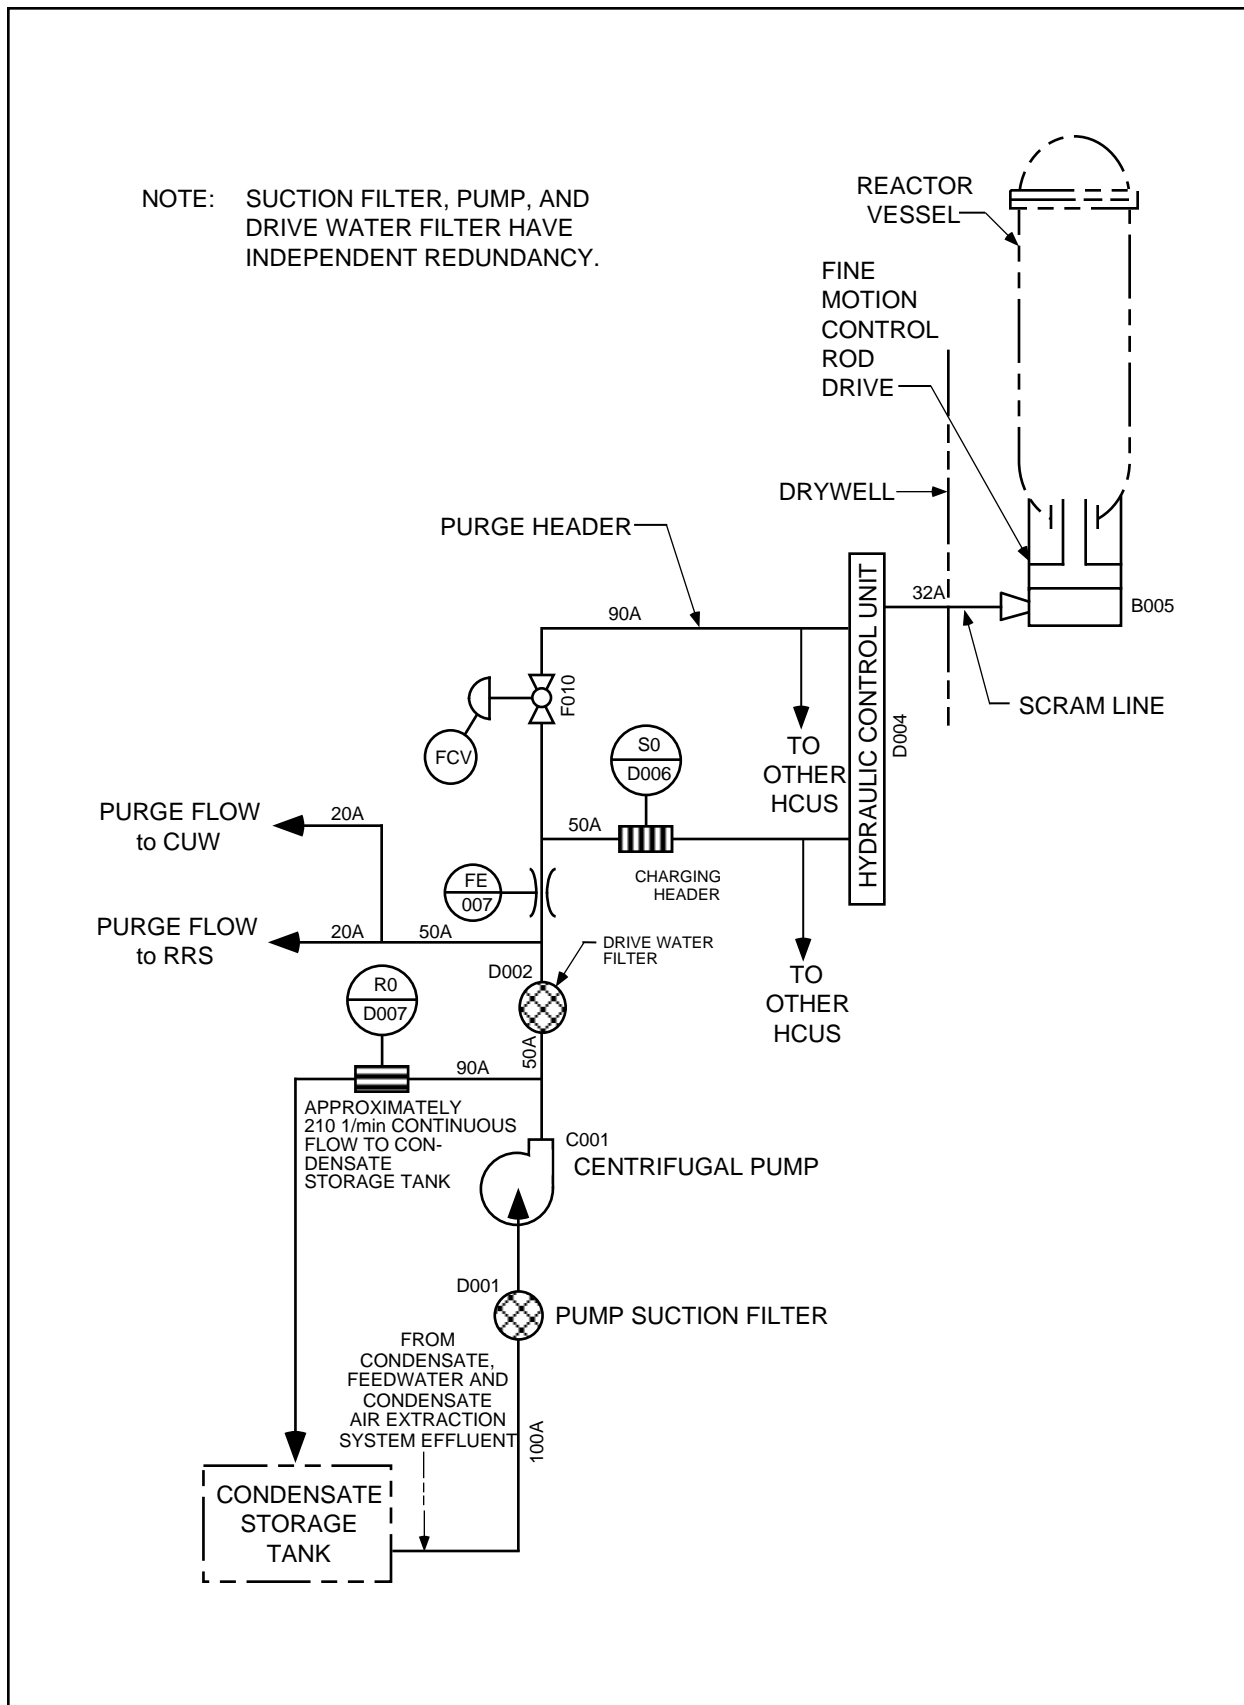 NOTE: SUCTION FILTER, PUMP, AND
DRIVE WATER FILTER HAVE
INDEPENDENT REDUNDANCY.
REACTOR
VESSEL
FINE
MOTION
CONTROL
ROD
DRIVE
DRYWELL
PURGE HEADER
90A
32A
B005
SCRAM LINE
HYDRAULIC CONTROL UNIT
D004
F010
FCV
S0
D006
TO
OTHER
HCUS
50A
CHARGING
HEADER
PURGE FLOW
to CUW
20A
FE
007
PURGE FLOW
to RRS
20A
50A
DRIVE WATER
FILTER
D002
TO
OTHER
HCUS
R0
D007
50A
90A
APPROXIMATELY
210 1/min CONTINUOUS
FLOW TO CON-
DENSATE
STORAGE TANK
C001
CENTRIFUGAL PUMP
D001
PUMP SUCTION FILTER
FROM
CONDENSATE,
FEEDWATER AND
CONDENSATE
AIR EXTRACTION
SYSTEM EFFLUENT
100A
CONDENSATE
STORAGE
TANK